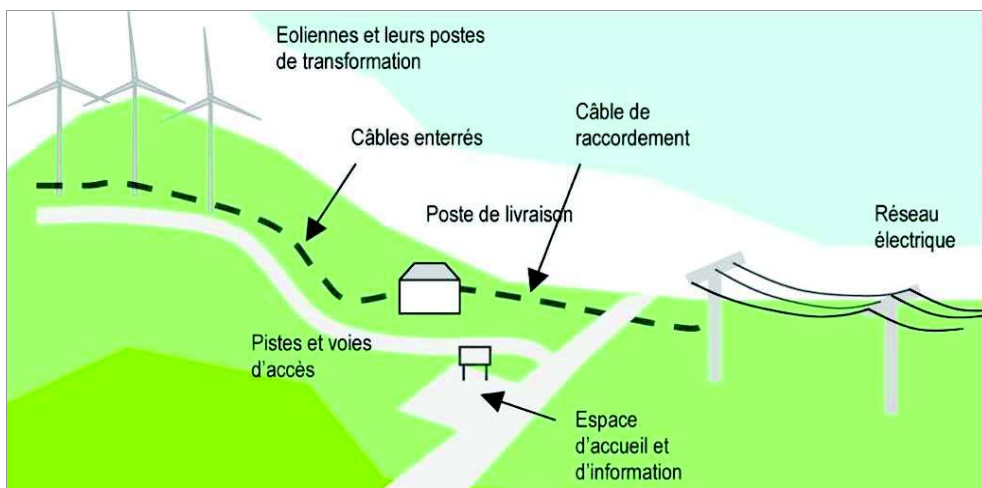 Eoliennes et leurs postes
de transformation
Câbles enterrés
Câble de
raccordement
Poste de livraison
Réseau
électrique
Pistes et voies
d'accès
Espace
d'accueil et
d'information